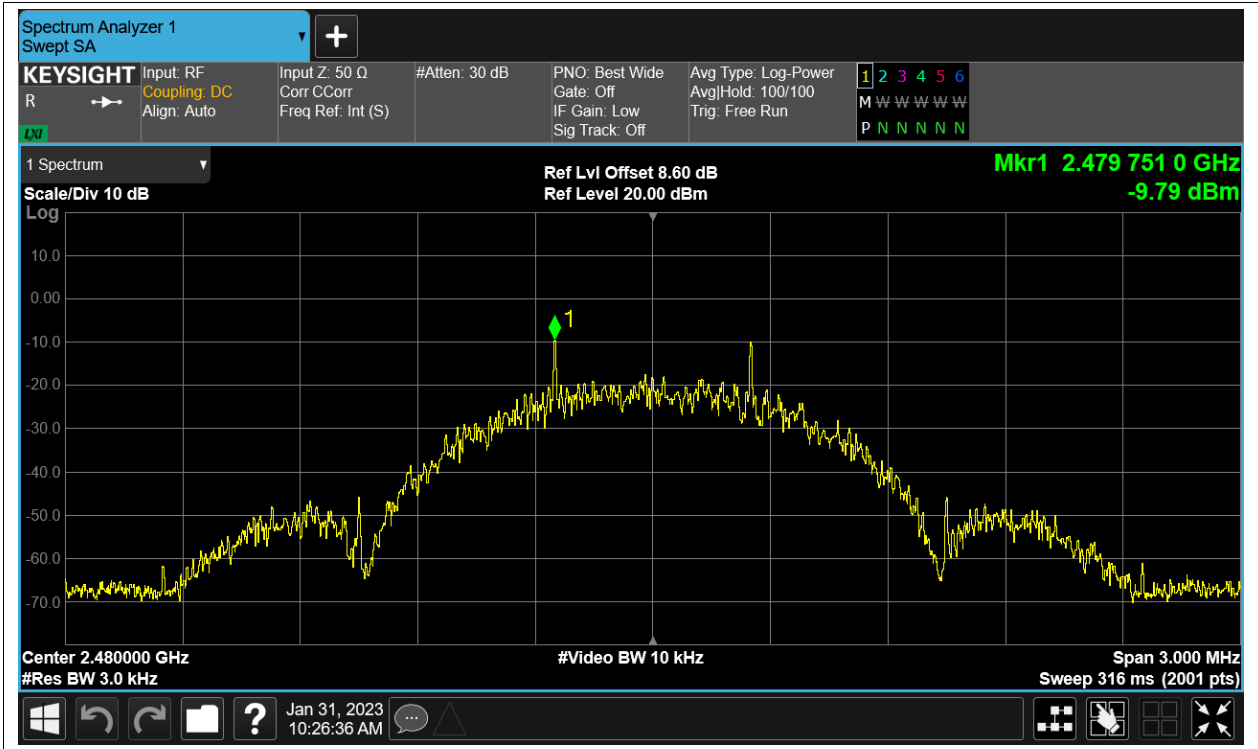 Spectrum Analyzer 1
Swept SA
KEYSIGHT
R
LXI
Input: RF
Coupling: DC
Align: Auto
Input Z: 50 Ω
Corr CCorr
Freq Ref: Int (S)
#Atten: 30 dB
PNO: Best Wide
Gate: Off
IF Gain: Low
Sig Track: Off
Avg Type: Log-Power
Avg|Hold: 100/100
Trig: Free Run
1 2 3 4 5 6
M W W W W W
P N N N N N
1 Spectrum
Scale/Div 10 dB
Log
Ref Lvl Offset 8.60 dB
Ref Level 20.00 dBm
Mkr1 2.479 751 0 GHz
-9.79 dBm
10.0
0.00
1
-10.0
-20.0
-30.0
-40.0
-50.0
-60.0
-70.0
Center 2.480000 GHz
#Video BW 10 kHz
Span 3.000 MHz
#Res BW 3.0 kHz
Sweep 316 ms (2001 pts)
?
Jan 31, 2023
10:26:36 AM